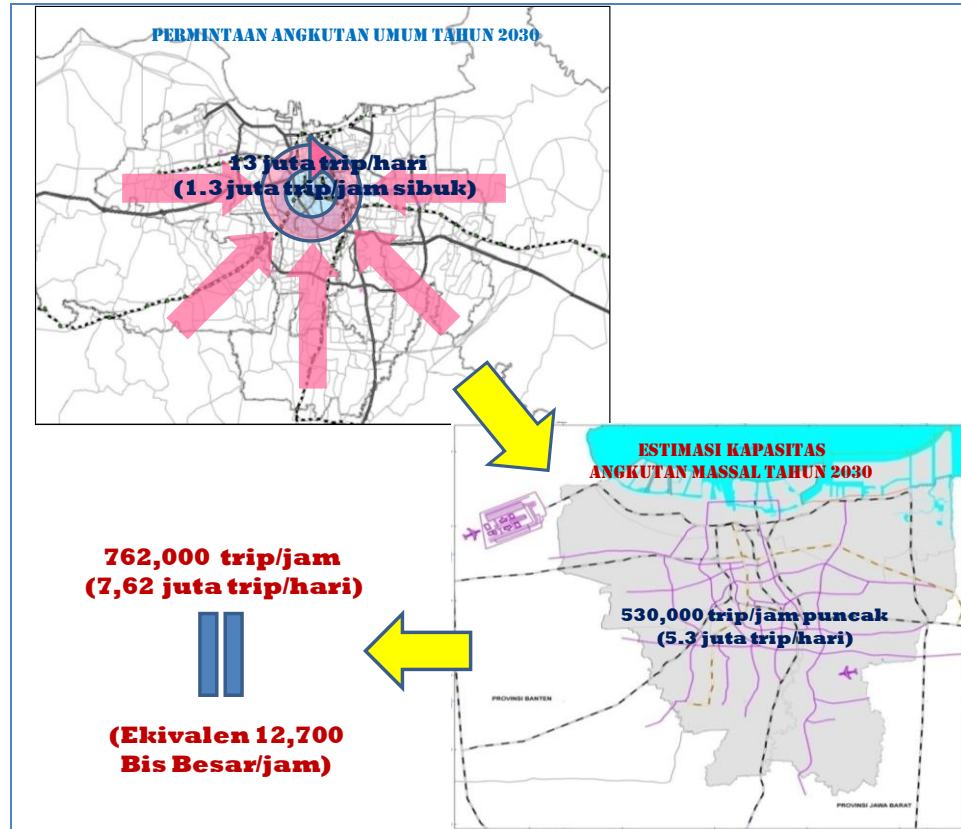 PERMINTAAN ANGKUTAN UMUM TAHUN 2030
13 juta trip/hari
(1.3 juta trip/jam sibuk)
ESTIMASI KAPASITAS
ANGKUTAN MASSAL TAHUN 2030
762,000 trip/jam
(7,62 juta trip/hari)
530,000 trip/jam puncak
(5.3 juta trip/hari)
PROVINSI BANTEN
(Ekivalen 12,700
Bis Besar/jam)
PROVINSI JAWA BARAT